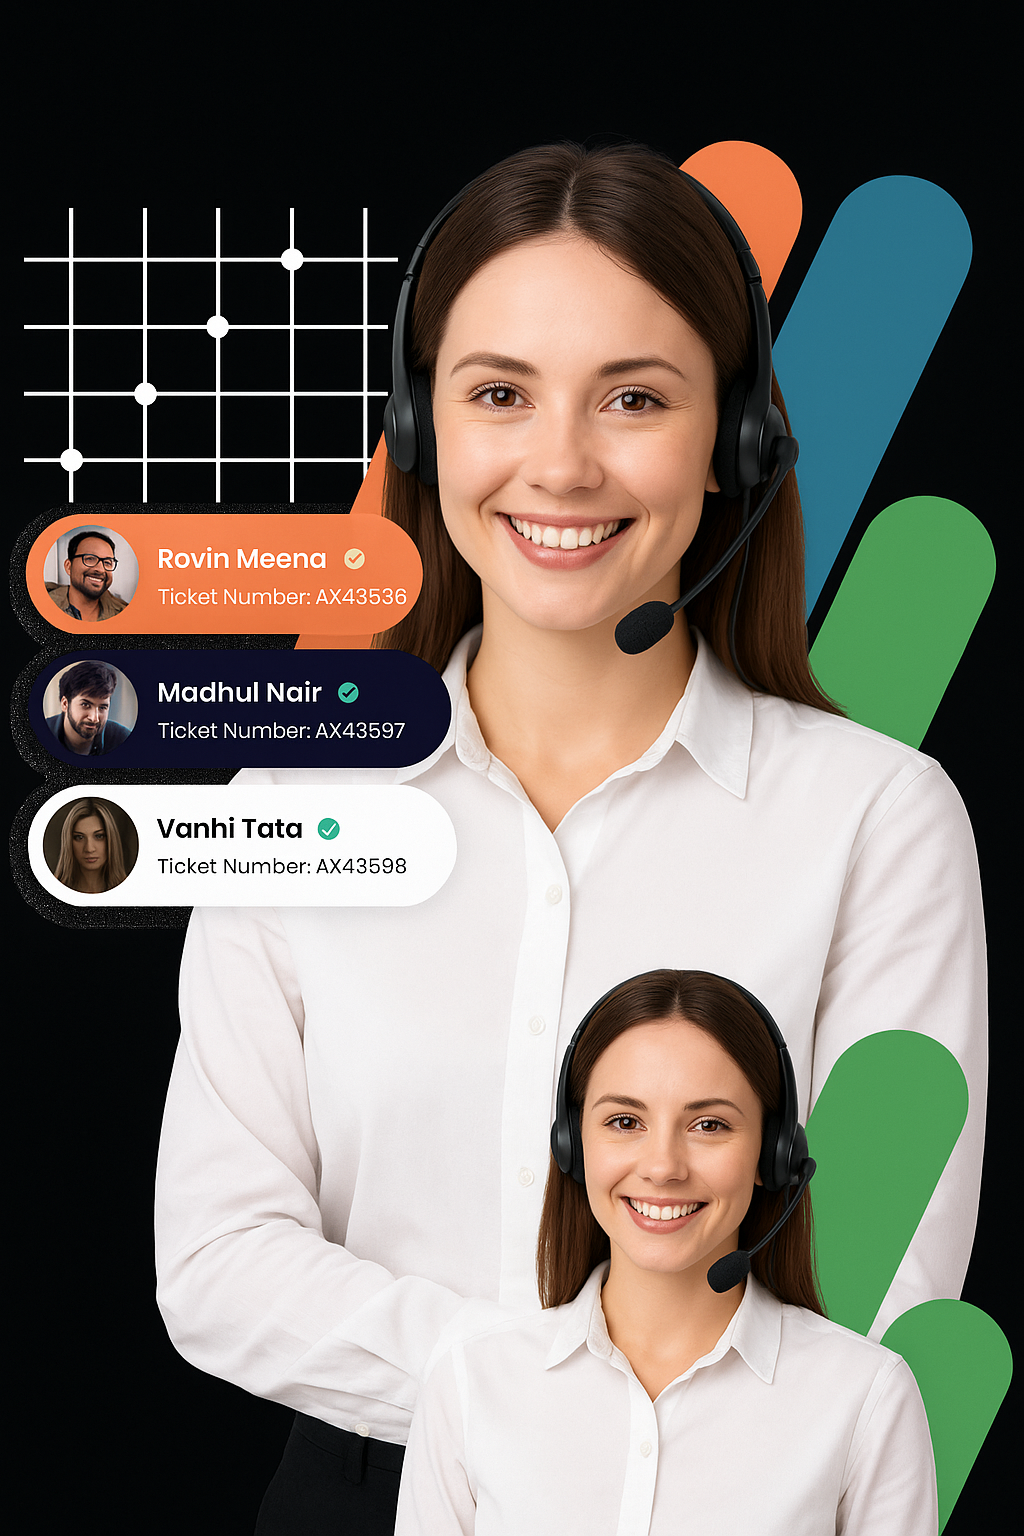 Rovin Meena
Ticket Number: AX43536
Madhul Nair
Ticket Number: AX43597
Vanhi Tata
Ticket Number: AX43598